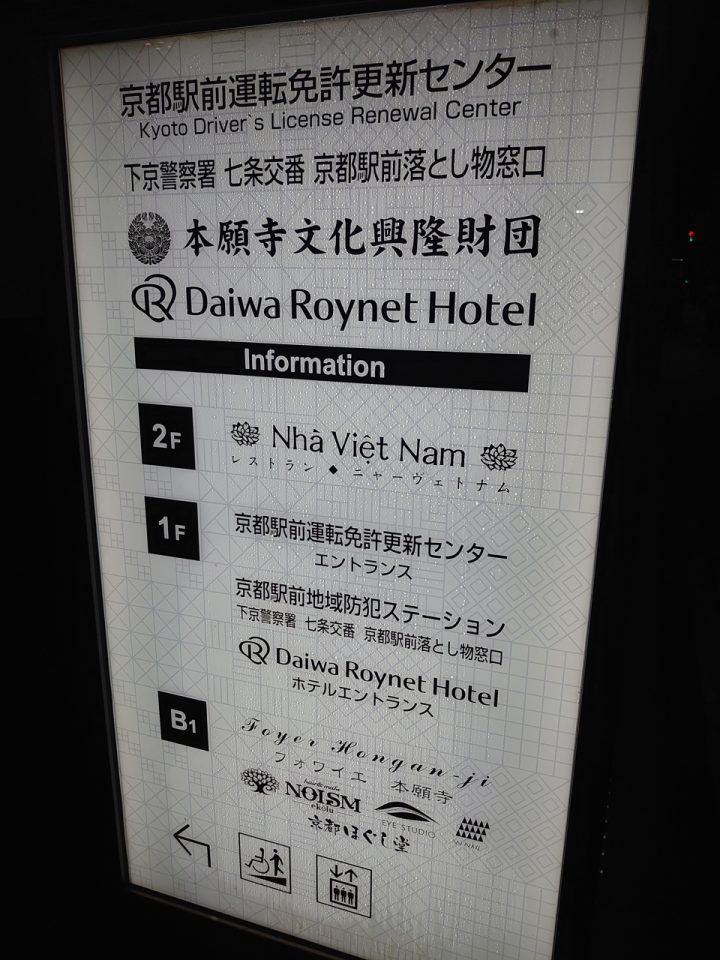 京都駅前運転免許更新センター
Kyoto Driver`s License Renewal Center
下京警察署 七条交番 京都駅前落とし物窓口
本願寺文化興隆財団
Daiwa Roynet Hotel
Information
2F
Nhà Việt Nam
レストラン◆ニャーヴェトナム
1F
京都駅前運転免許更新センター
エントランス
京都駅前地域防犯ステーション
下京警察署 七条交番 京都駅前落とし物窓口
Daiwa Roynet Hotel
ホテルエントランス
B1
Foyer Hongan-ji
フォワイエ 本願寺
hair & make
NOISM
ekolu
EYE STUDIO
W NAIL
京都ほぐし堂